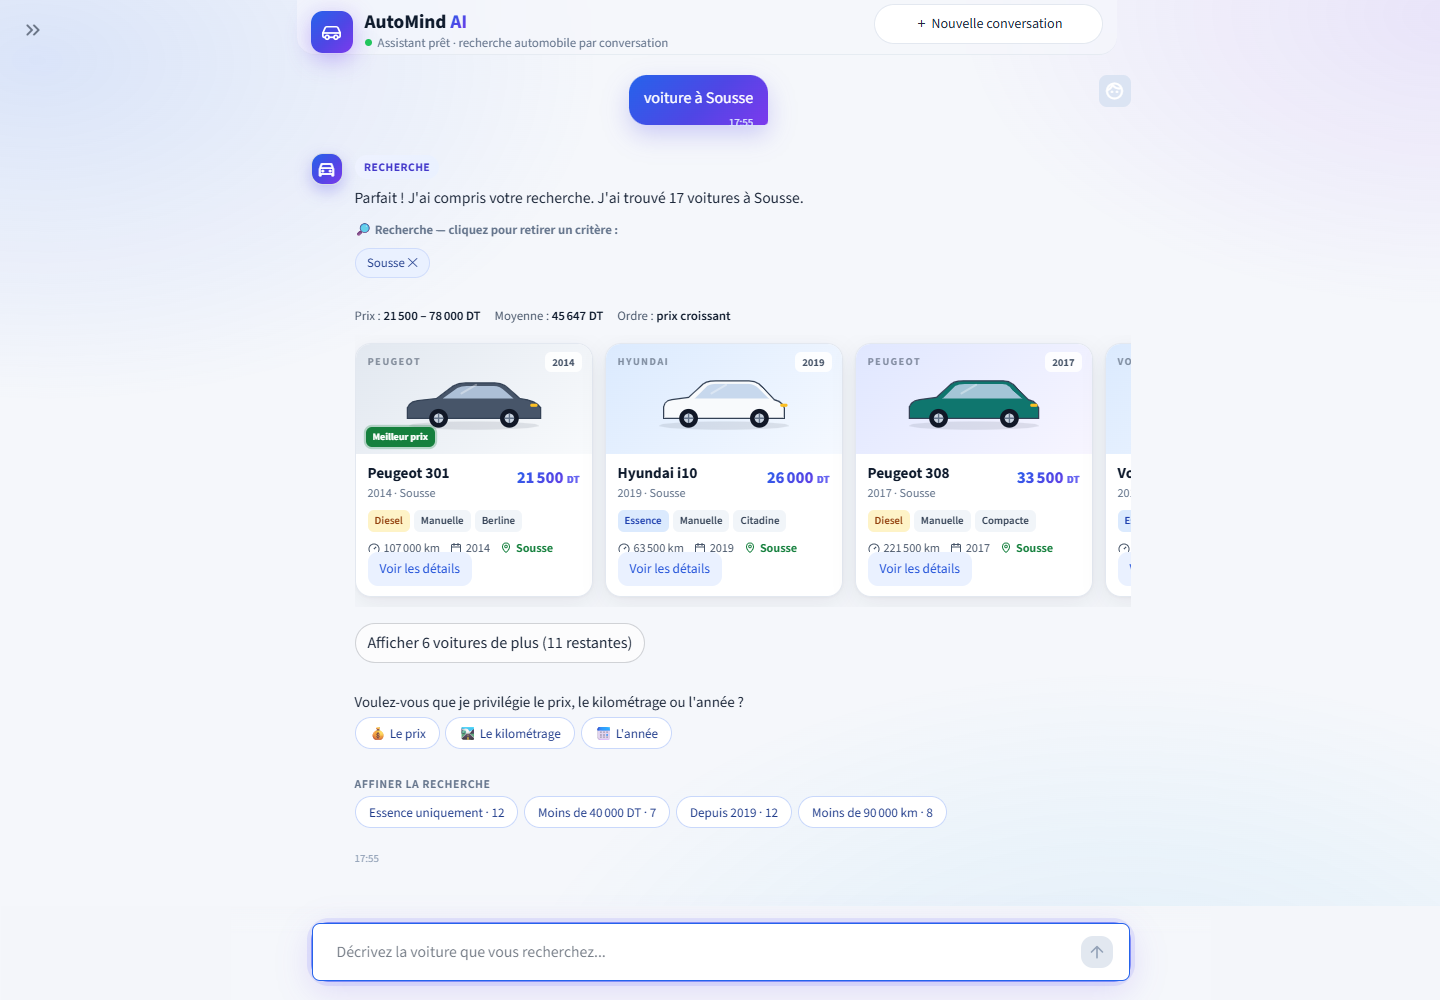 AutoMind AI
Assistant prêt · recherche automobile par conversation
+ Nouvelle conversation
voiture à Sousse
17:55
RECHERCHE
Parfait ! J'ai compris votre recherche. J'ai trouvé 17 voitures à Sousse.
🔎 Recherche — cliquez pour retirer un critère :
Sousse ✕
Prix : 21 500 – 78 000 DT Moyenne : 45 647 DT Ordre : prix croissant
PEUGEOT 2014
Meilleur prix
Peugeot 301 21 500 DT
2014 · Sousse
Diesel Manuelle Berline
107 000 km 2014 Sousse
Voir les détails
HYUNDAI 2019
Hyundai i10 26 000 DT
2019 · Sousse
Essence Manuelle Citadine
63 500 km 2019 Sousse
Voir les détails
PEUGEOT 2017
Peugeot 308 33 500 DT
2017 · Sousse
Diesel Manuelle Compacte
221 500 km 2017 Sousse
Voir les détails
Afficher 6 voitures de plus (11 restantes)
Voulez-vous que je privilégie le prix, le kilométrage ou l'année ?
💰 Le prix 🛣️ Le kilométrage 📅 L'année
AFFINER LA RECHERCHE
Essence uniquement · 12 Moins de 40 000 DT · 7 Depuis 2019 · 12 Moins de 90 000 km · 8
17:55
Décrivez la voiture que vous recherchez...